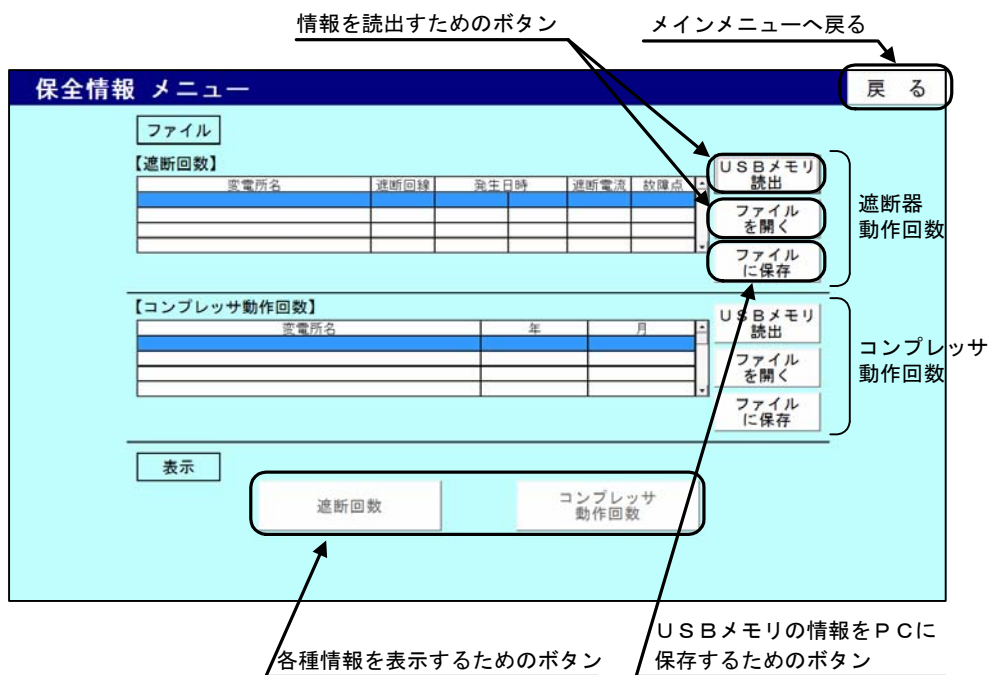 情報を読出すためのボタン
メインメニューへ戻る
保全情報 メニュー
戻 る
ファイル
【遮断回数】
変電所名 遮断回線 発生日時 遮断電流 故障点
USBメモリ
読出
ファイル
を開く
ファイル
に保存
遮断器
動作回数
【コンプレッサ動作回数】
変電所名 年 月
USBメモリ
読出
ファイル
を開く
ファイル
に保存
コンプレッサ
動作回数
表示
遮断回数
コンプレッサ
動作回数
各種情報を表示するためのボタン
USBメモリの情報をPCに
保存するためのボタン